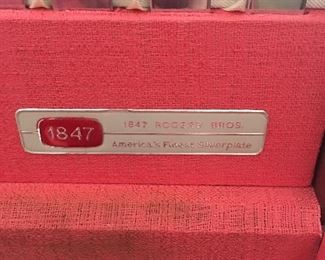 1847
1847 ROGERS BROS.
America's Finest Silverplate